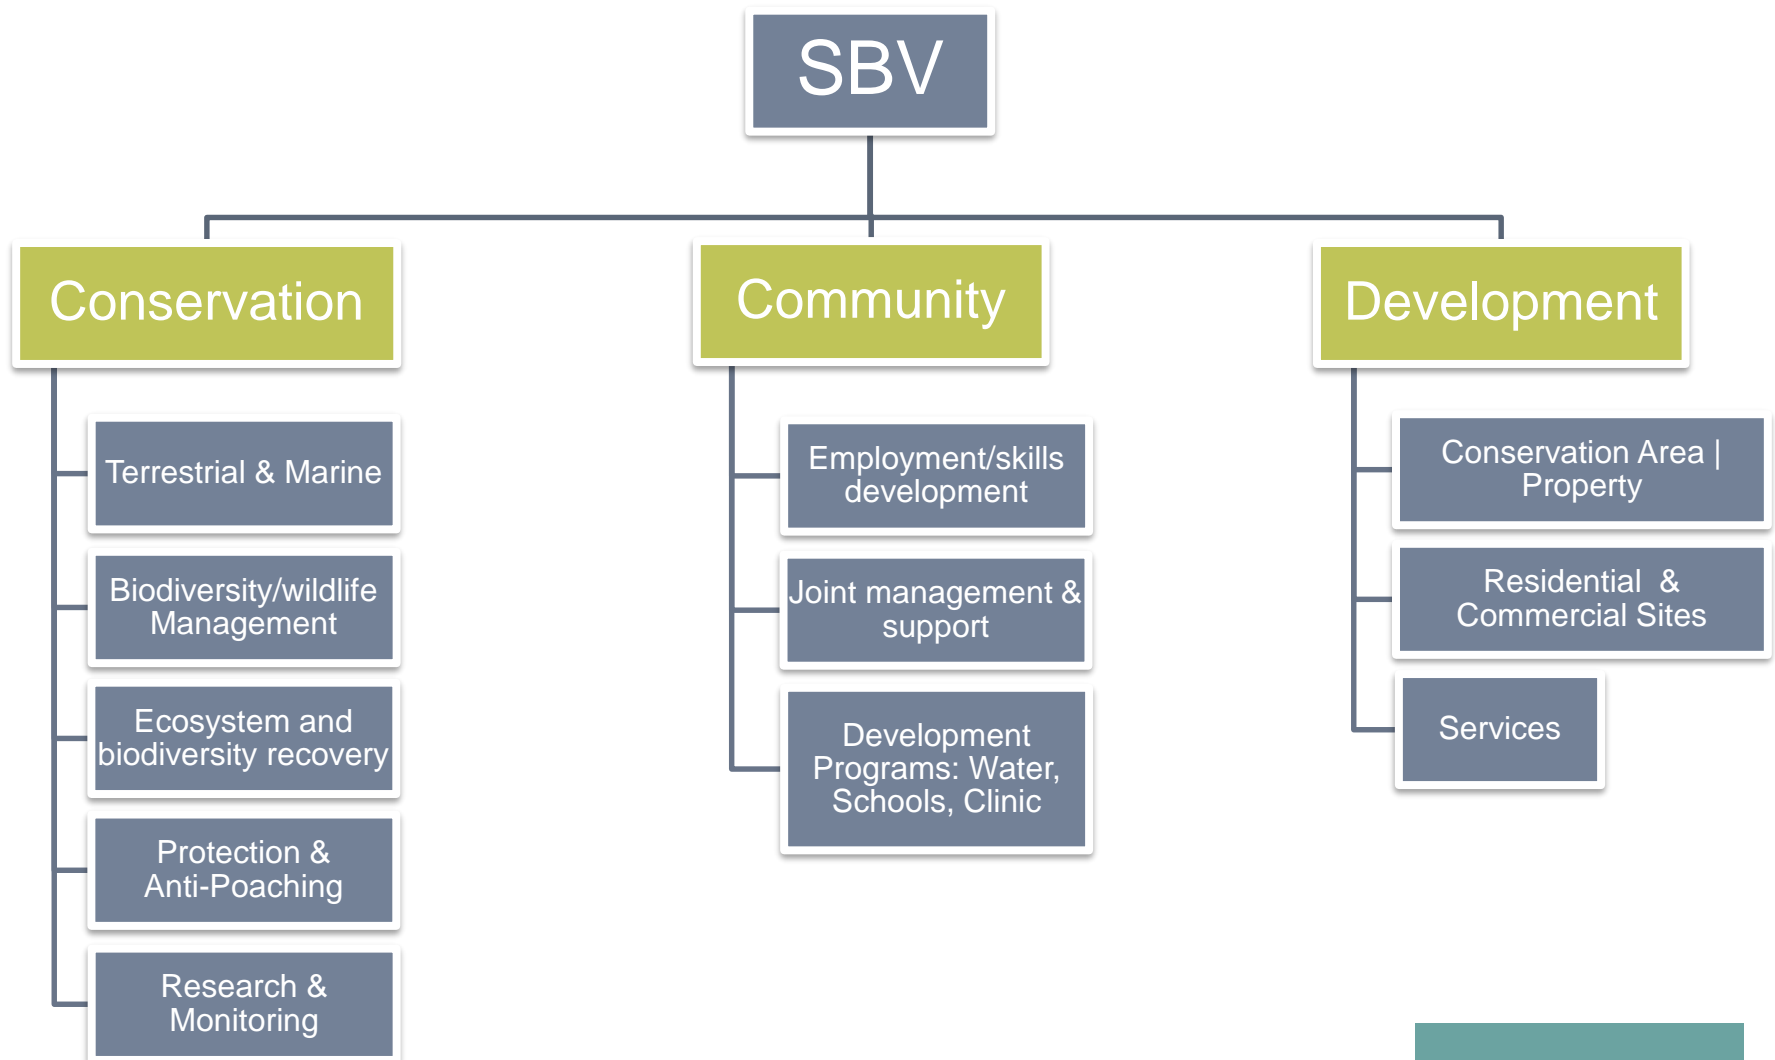 SBV
Conservation
Terrestrial & Marine
Biodiversity/wildlife
Management
Ecosystem and
biodiversity recovery
Protection &
Anti-Poaching
Research &
Monitoring
Community
Employment/skills
development
Joint management &
support
Development
Programs: Water,
Schools, Clinic
Development
Conservation Area |
Property
Residential  &
Commercial Sites
Services